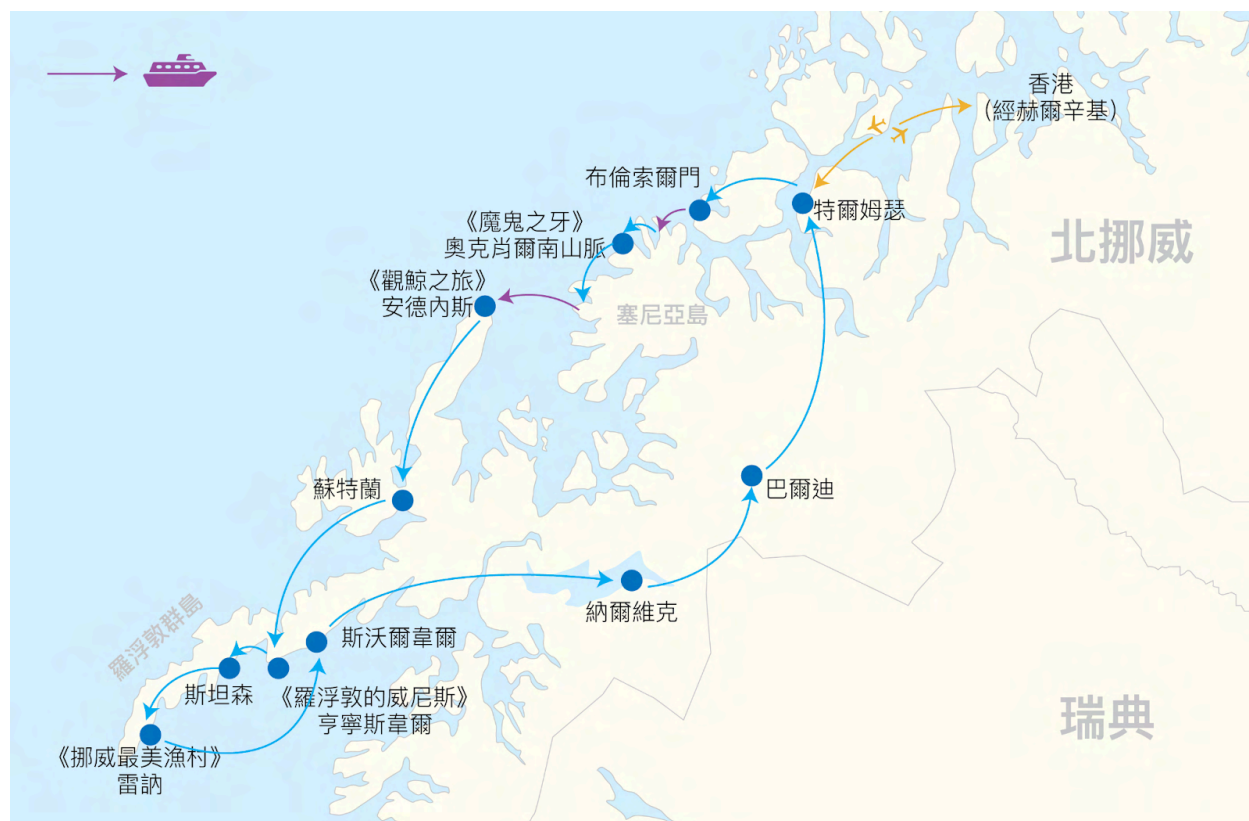 香港
（經赫爾辛基）
布倫索爾門
特爾姆瑟
《魔鬼之牙》
奧克肖爾南山脈
北挪威
《觀鯨之旅》
安德內斯
塞尼亞島
蘇特蘭
巴爾迪
納爾維克
羅浮敦群島
斯沃爾韋爾
斯坦森
《羅浮敦的威尼斯》
亨寧斯韋爾
瑞典
《挪威最美漁村》
雷訥